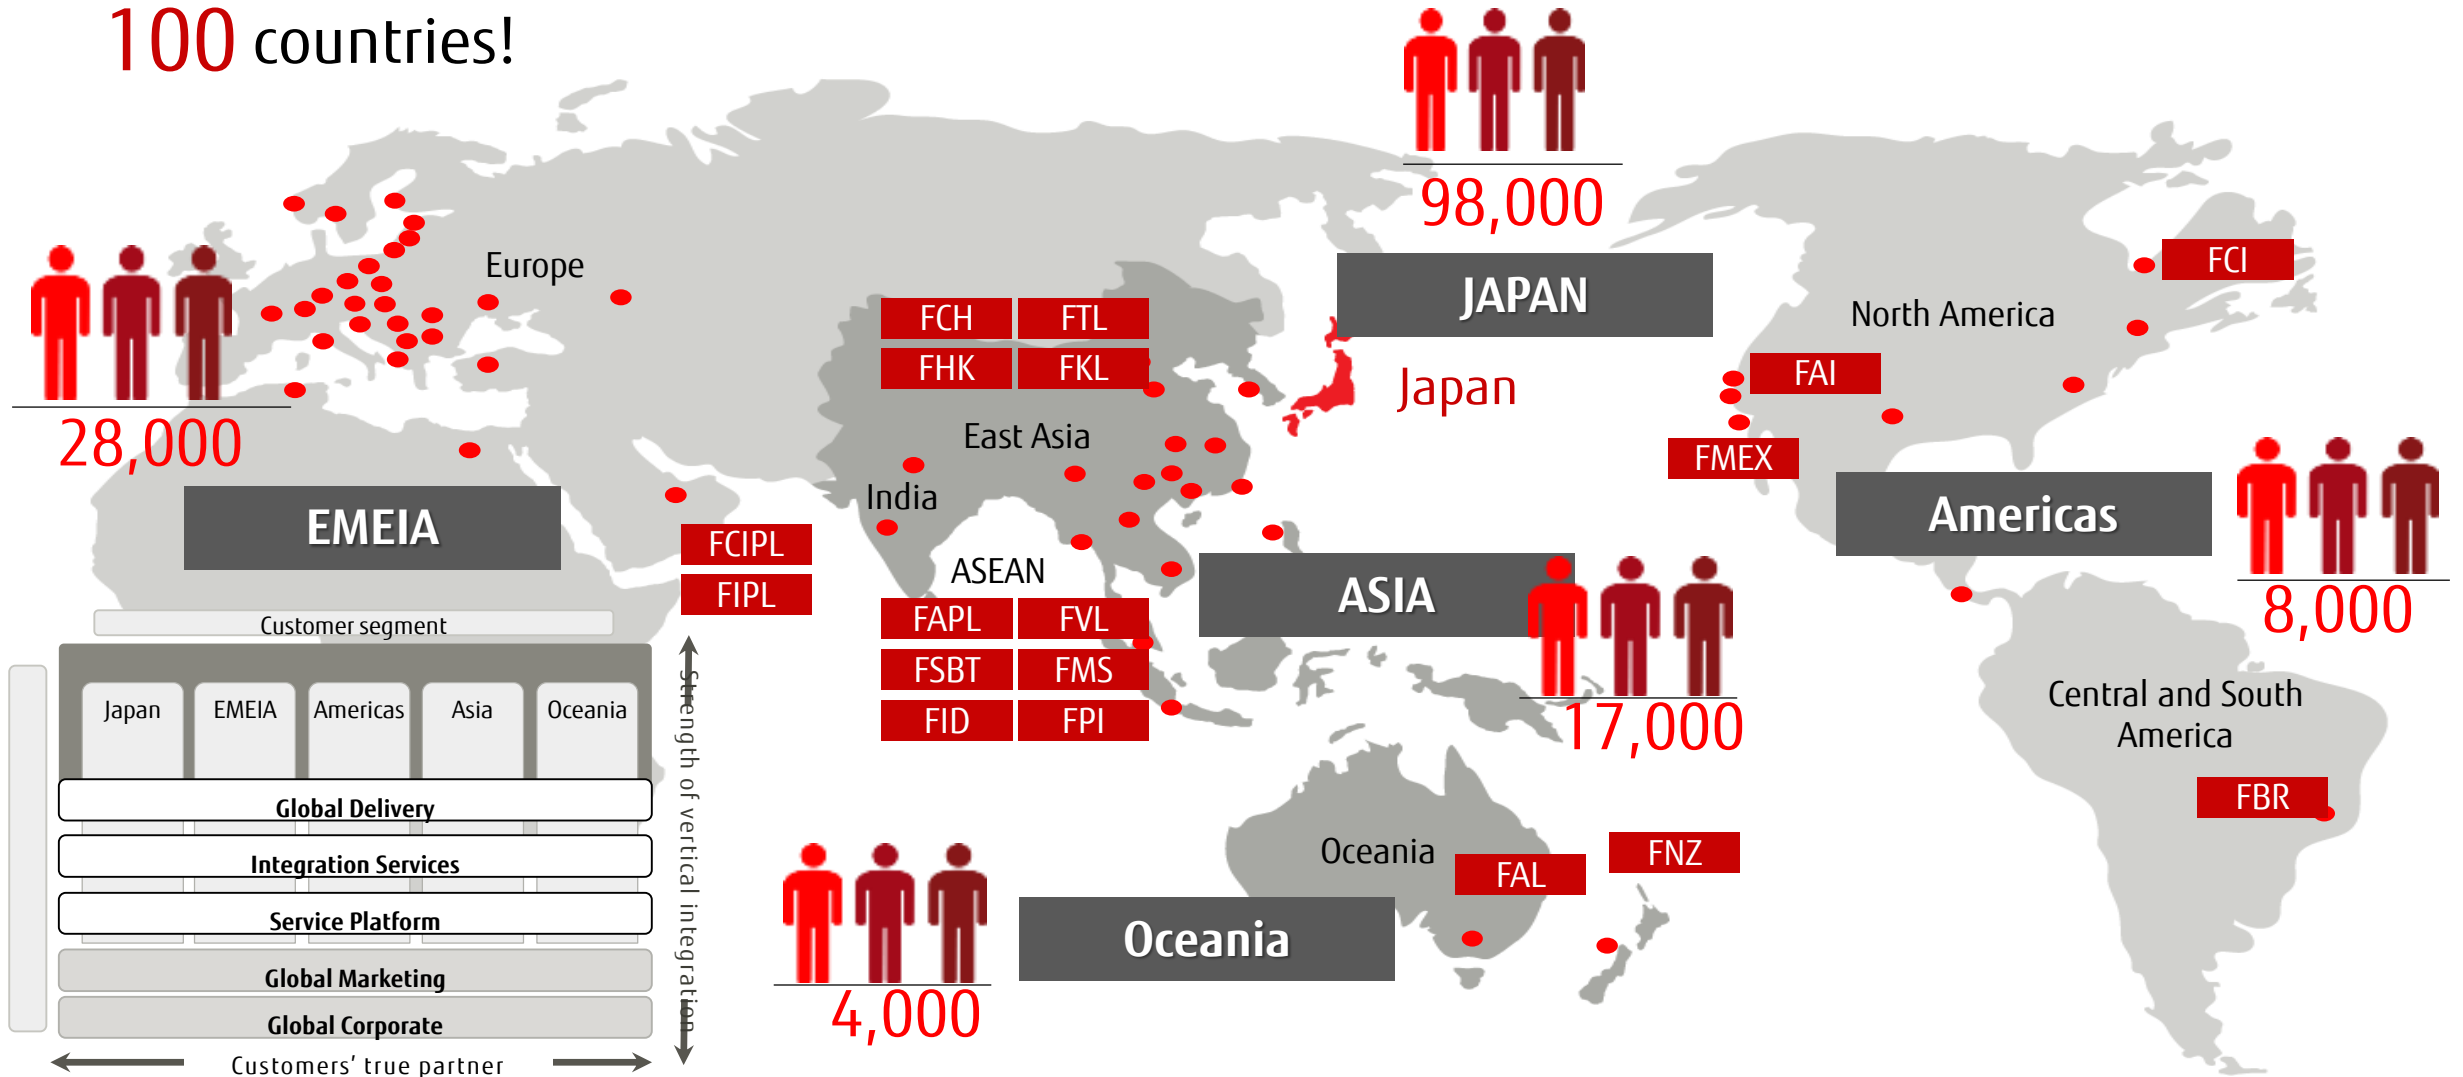 100 countries!
98,000
JAPAN
Japan
Europe
28,000
EMEIA
FCH
FTL
FHK
FKL
East Asia
India
FCIPL
FIPL
ASEAN
FAPL
FVL
FSBT
FMS
FID
FPI
ASIA
17,000
North America
FCI
FAI
FMEX
Americas
8,000
Central and South
America
FBR
Oceania
FAL
FNZ
Oceania
4,000
Customer segment
Japan
EMEIA
Americas
Asia
Oceania
Global Delivery
Integration Services
Service Platform
Global Marketing
Global Corporate
Customers’ true partner
Strength of vertical integration